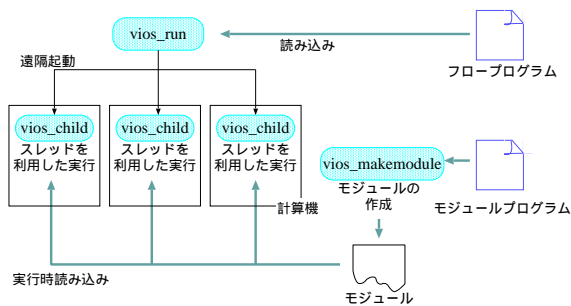 vios_run
読み込み
フロープログラム
遠隔起動
vios_child
スレッドを
利用した実行
vios_child
スレッドを
利用した実行
vios_child
スレッドを
利用した実行
計算機
vios_makemodule
モジュールの
作成
モジュールプログラム
実行時読み込み
モジュール